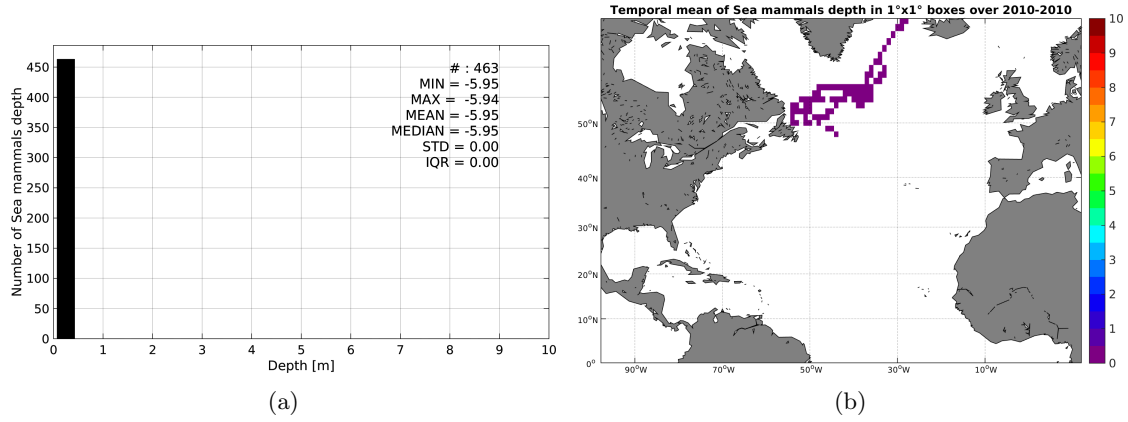 Number of Sea mammals depth
450
400
350
300
250
200
150
100
50
0
# : 463
MIN = -5.95
MAX = -5.94
MEAN = -5.95
MEDIAN = -5.95
STD = 0.00
IQR = 0.00
0 1 2 3 4 5 6 7 8 9 10
Depth [m]
(a)
Temporal mean of Sea mammals depth in 1°x1° boxes over 2010-2010
50°N
40°N
30°N
20°N
10°N
0°
90°W 70°W 50°W 30°W 10°W
10
9
8
7
6
5
4
3
2
1
0
(b)